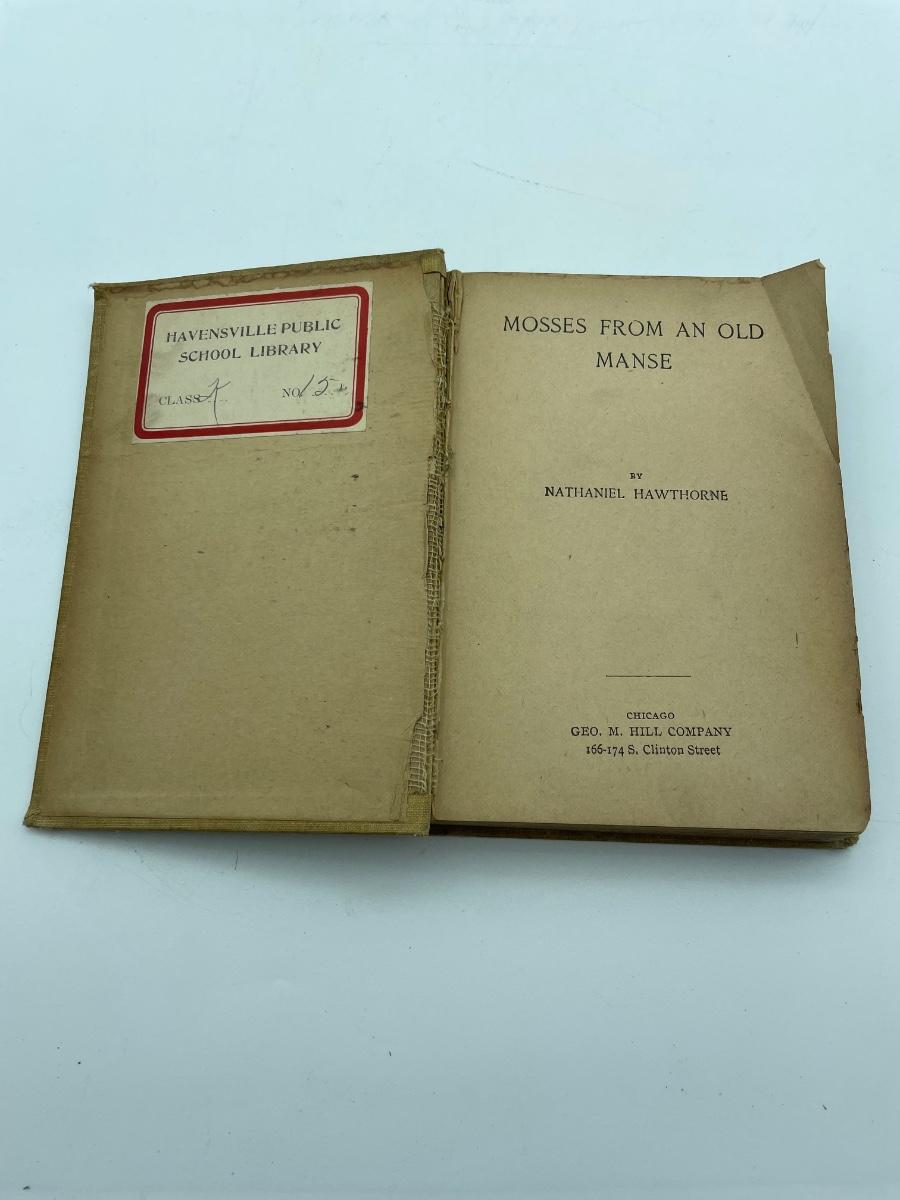 HAVENSVILLE PUBLIC
SCHOOL LIBRARY
CLASS K NO. 15
MOSSES FROM AN OLD
MANSE
BY
NATHANIEL HAWTHORNE
CHICAGO
GEO. M. HILL COMPANY
166-174 S. Clinton Street